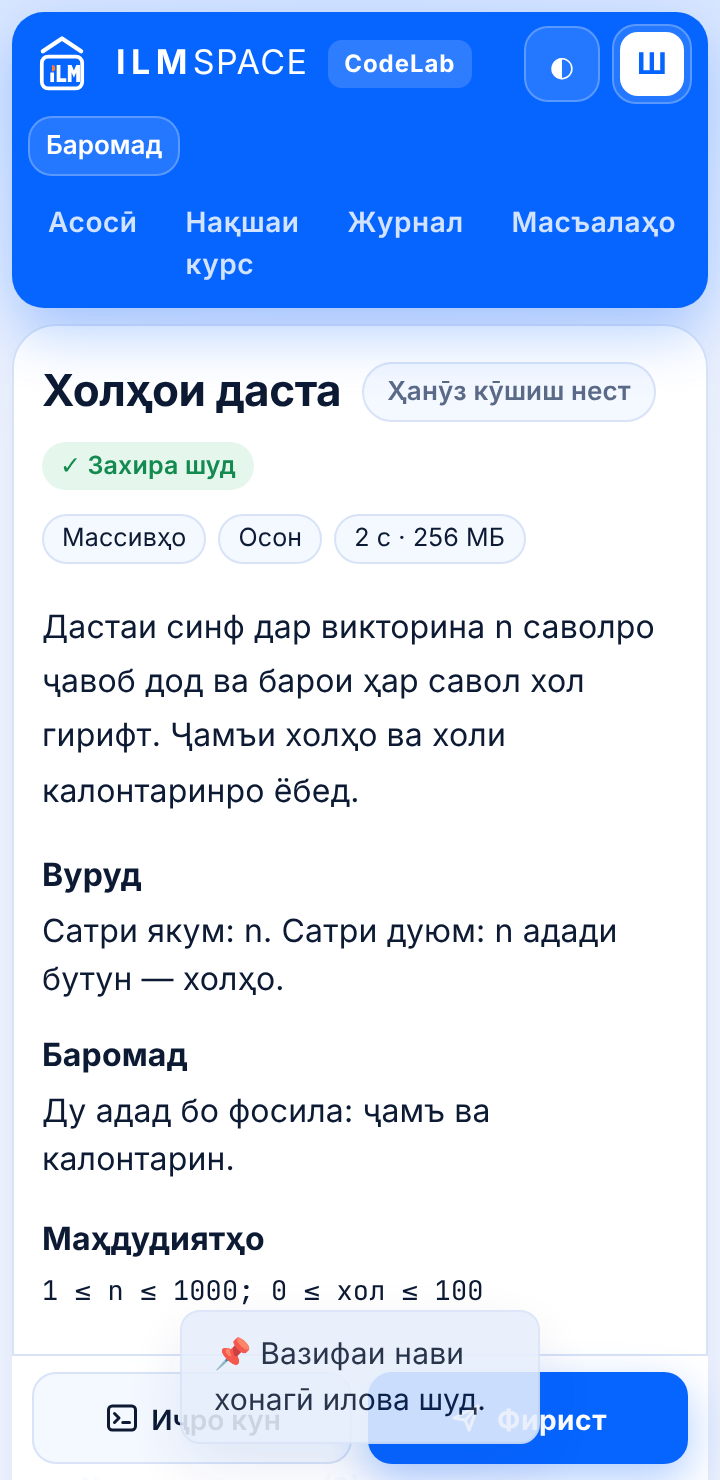 iLM
ILMSPACE CodeLab
Ш
Баромад
Асосӣ Нақшаи курс Журнал Масъалаҳо
Холҳои даста
Ҳанӯз кӯшиш нест
✓ Захира шуд
Массивҳо
Осон
2 с · 256 МБ
Дастаи синф дар викторина n саволро
ҷавоб дод ва барои ҳар савол хол
гирифт. Ҷамъи холҳо ва холи
калонтаринро ёбед.
Вуруд
Сатри якум: n. Сатри дуюм: n адади
бутун — холҳо.
Баромад
Ду адад бо фосила: ҷамъ ва
калонтарин.
Маҳдудиятҳо
1 ≤ n ≤ 1000; 0 ≤ хол ≤ 100
📌 Вазифаи нави
хонагӣ илова шуд.
Иҷро кун
Фирист